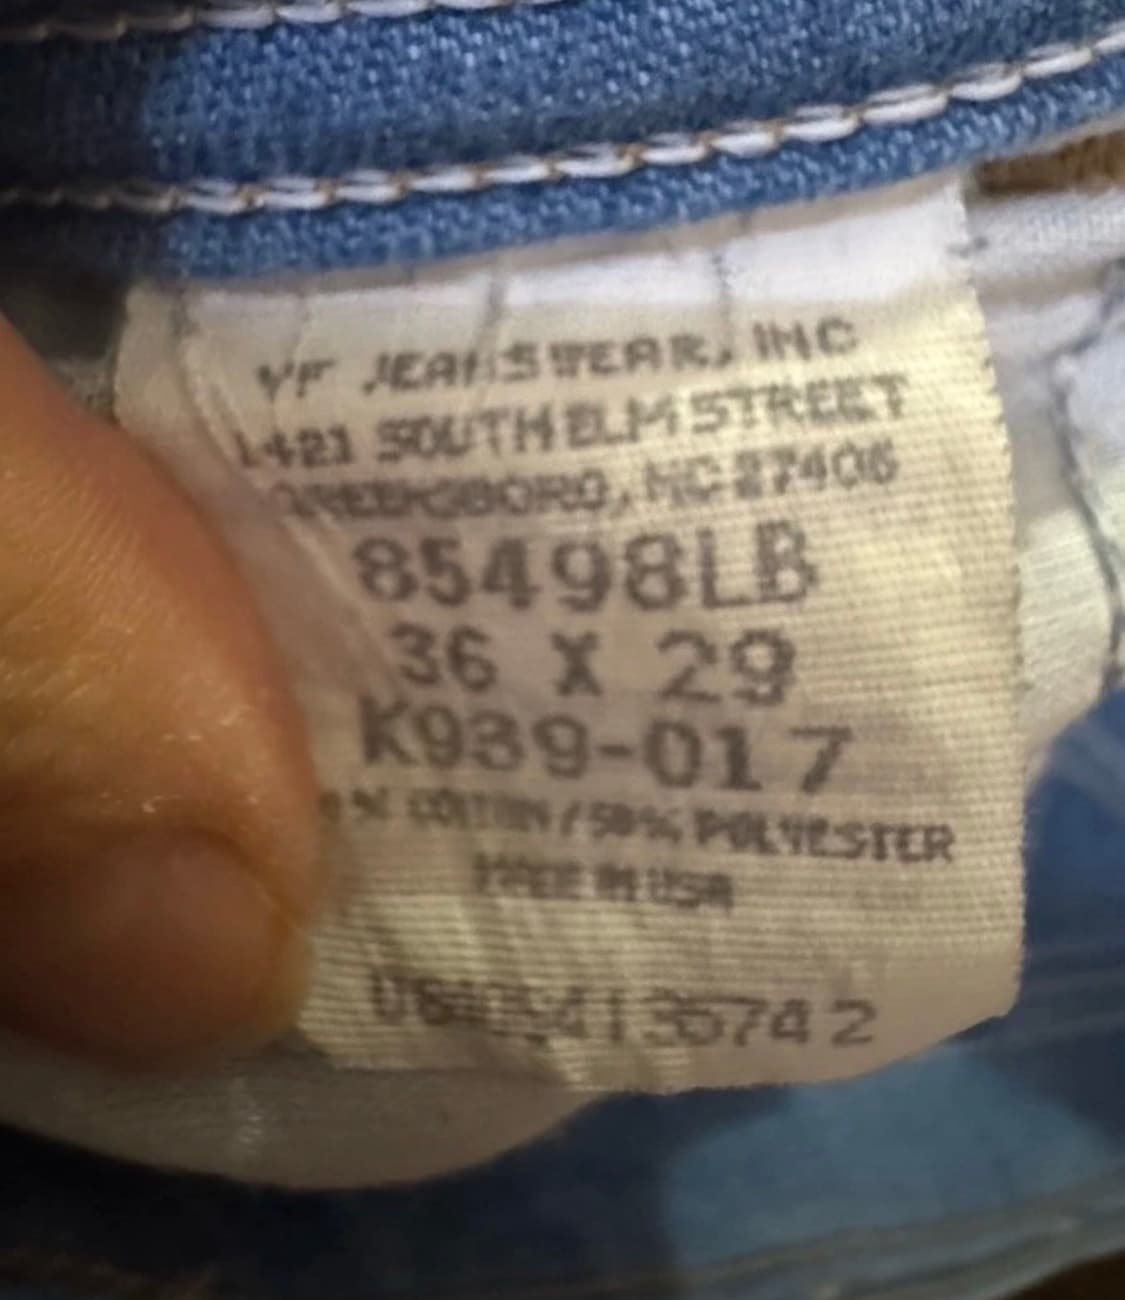 VF JEANSWEAR, INC
1421 SOUTH ELM STREET
GREENSBORO, NC 27406
85498LB
36 X 29
K939-017
% COTTON / 50% POLYESTER
MADE IN USA